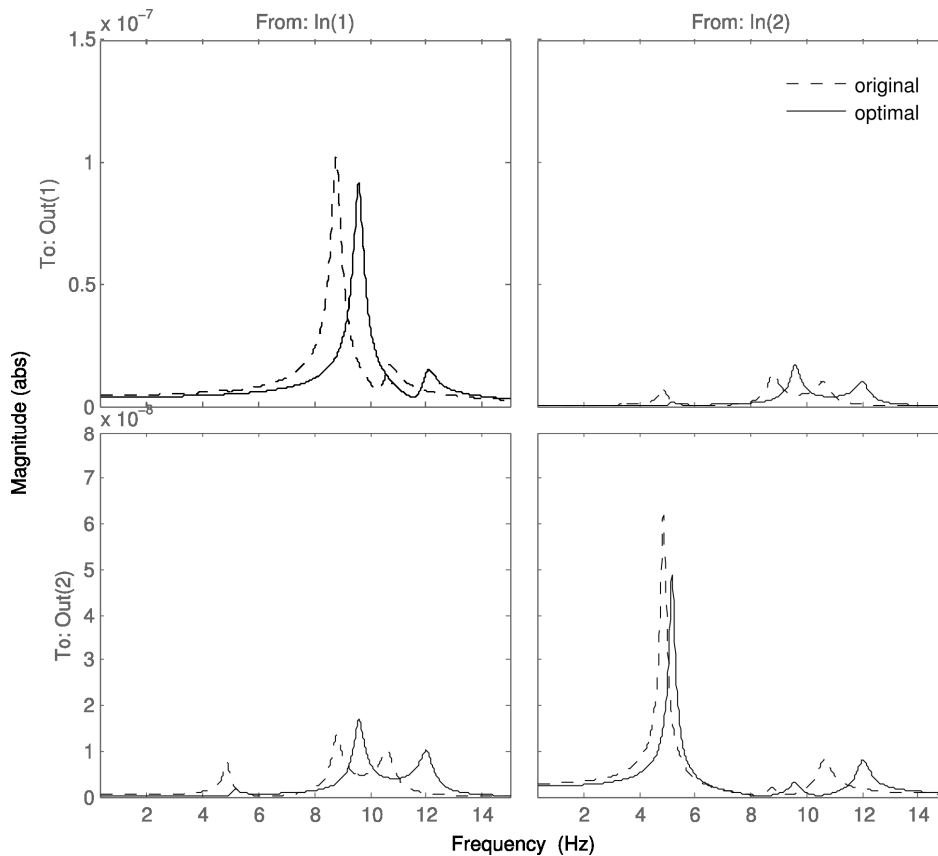 x 10⁻⁷
From: In(1)
From: In(2)
1.5
1
0.5
0
To: Out(1)
original
optimal
x 10⁻⁸
8
7
6
5
4
3
2
1
0
To: Out(2)
Magnitude (abs)
2 4 6 8 10 12 14
2 4 6 8 10 12 14
Frequency (Hz)